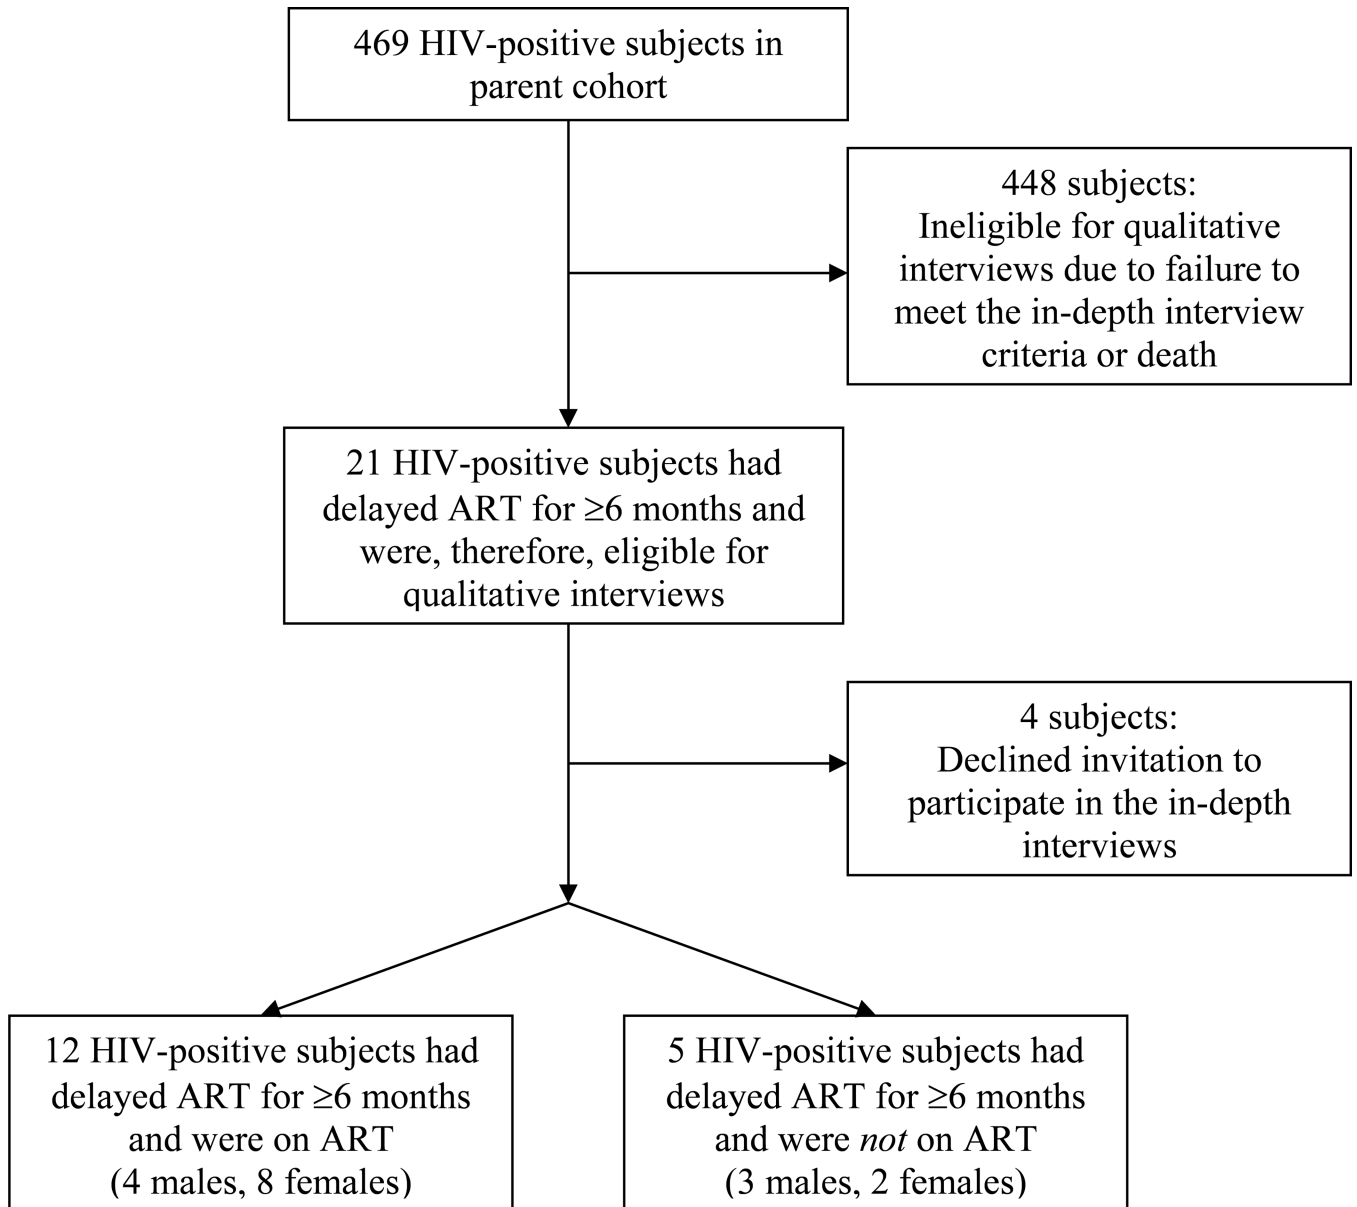 469 HIV-positive subjects in
parent cohort
448 subjects:
Ineligible for qualitative
interviews due to failure to
meet the in-depth interview
criteria or death
21 HIV-positive subjects had
delayed ART for ≥6 months and
were, therefore, eligible for
qualitative interviews
4 subjects:
Declined invitation to
participate in the in-depth
interviews
12 HIV-positive subjects had
delayed ART for ≥6 months
and were on ART
(4 males, 8 females)
5 HIV-positive subjects had
delayed ART for ≥6 months
and were not on ART
(3 males, 2 females)